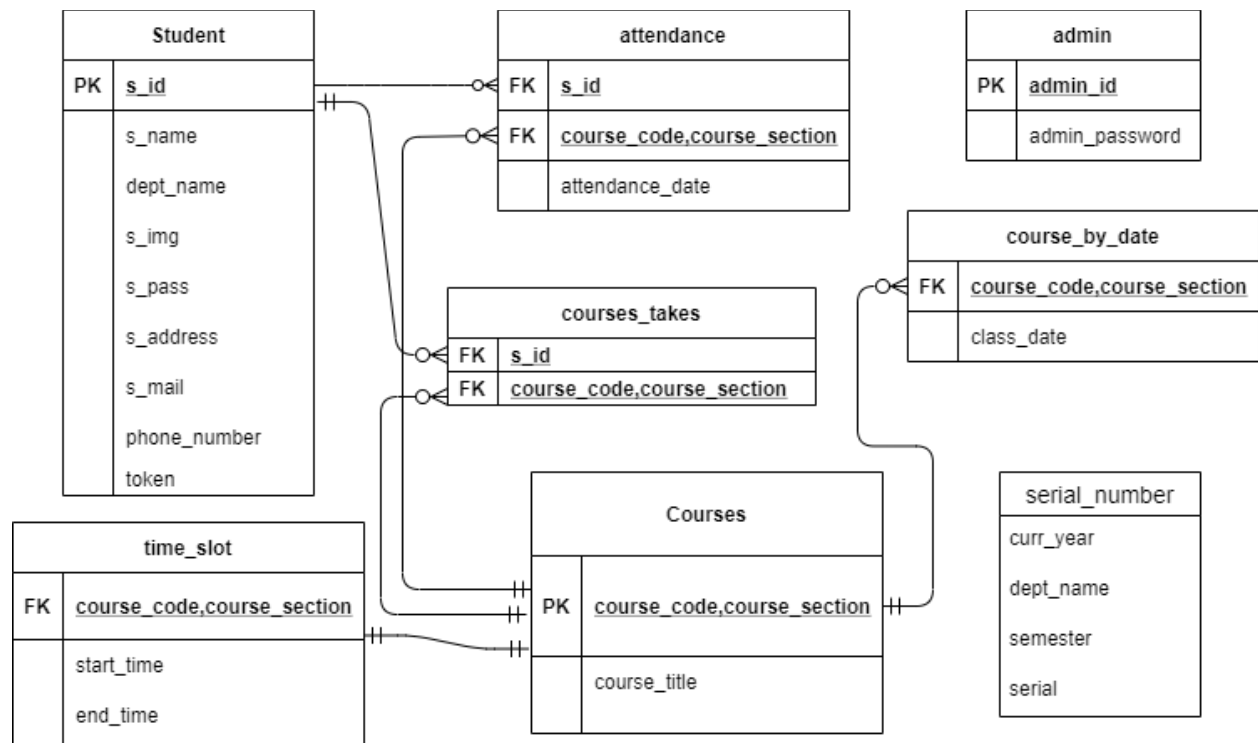 Student
PK s_id
s_name
dept_name
s_img
s_pass
s_address
s_mail
phone_number
token
attendance
FK s_id
FK course_code,course_section
attendance_date
admin
PK admin_id
admin_password
course_by_date
FK course_code,course_section
class_date
courses_takes
FK s_id
FK course_code,course_section
time_slot
FK course_code,course_section
start_time
end_time
Courses
PK course_code,course_section
course_title
serial_number
curr_year
dept_name
semester
serial